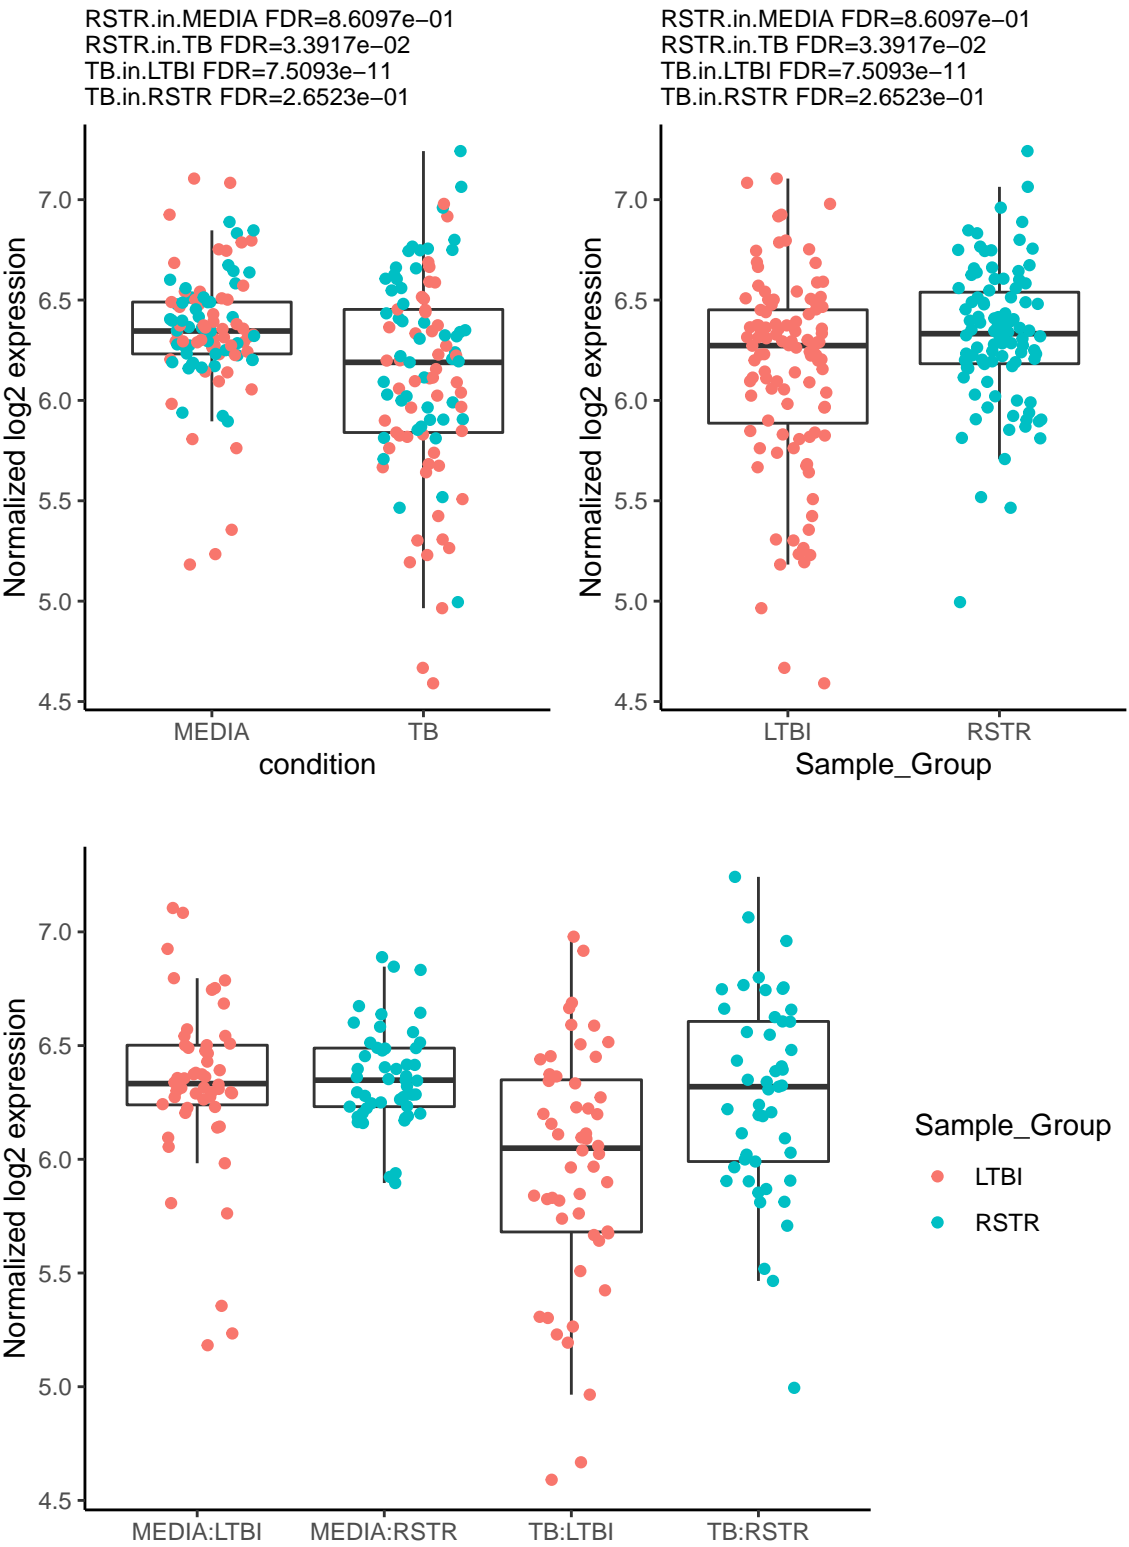 RSTR.in.MEDIA FDR=8.6097e−01
RSTR.in.TB FDR=3.3917e−02
TB.in.LTBI FDR=7.5093e−11
TB.in.RSTR FDR=2.6523e−01
Normalized log2 expression
7.0
6.5
6.0
5.5
5.0
4.5
MEDIA TB
condition
RSTR.in.MEDIA FDR=8.6097e−01
RSTR.in.TB FDR=3.3917e−02
TB.in.LTBI FDR=7.5093e−11
TB.in.RSTR FDR=2.6523e−01
Normalized log2 expression
7.0
6.5
6.0
5.5
5.0
4.5
LTBI RSTR
Sample_Group
Normalized log2 expression
7.0
6.5
6.0
5.5
5.0
4.5
MEDIA:LTBI MEDIA:RSTR TB:LTBI TB:RSTR
Sample_Group
LTBI
RSTR